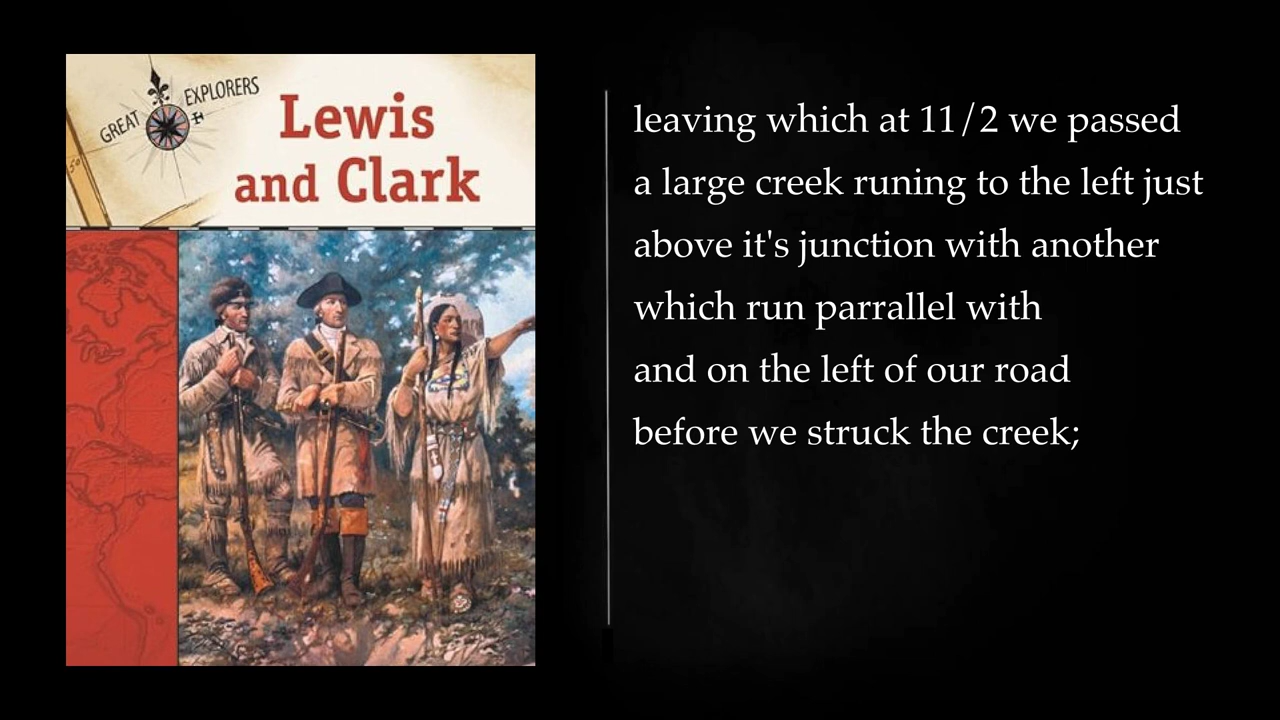 GREAT EXPLORERS
Lewis
and Clark
50
leaving which at 11/2 we passed
a large creek runing to the left just
above it's junction with another
which run parrallel with
and on the left of our road
before we struck the creek;